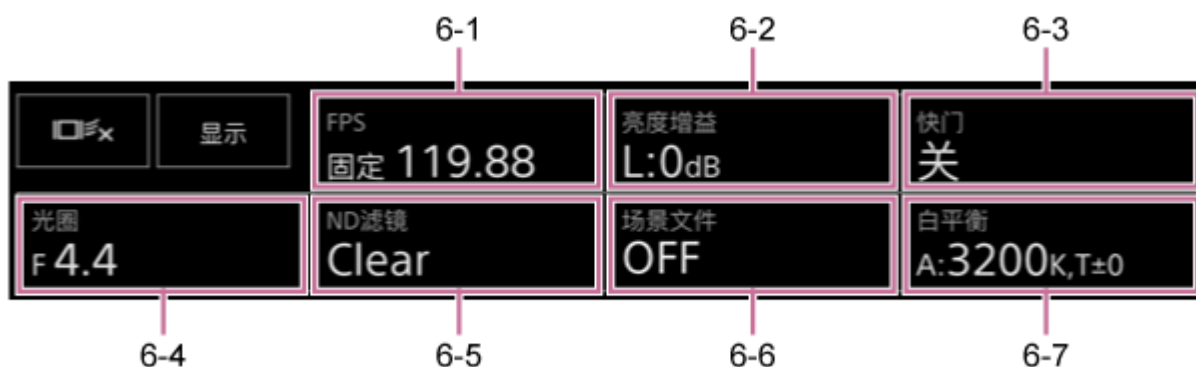 6-1
6-2
6-3
显示
FPS
固定 119.88
亮度增益
L:0dB
快门
关
光圈
F 4.4
ND滤镜
Clear
场景文件
OFF
白平衡
A:3200K,T±0
6-4
6-5
6-6
6-7